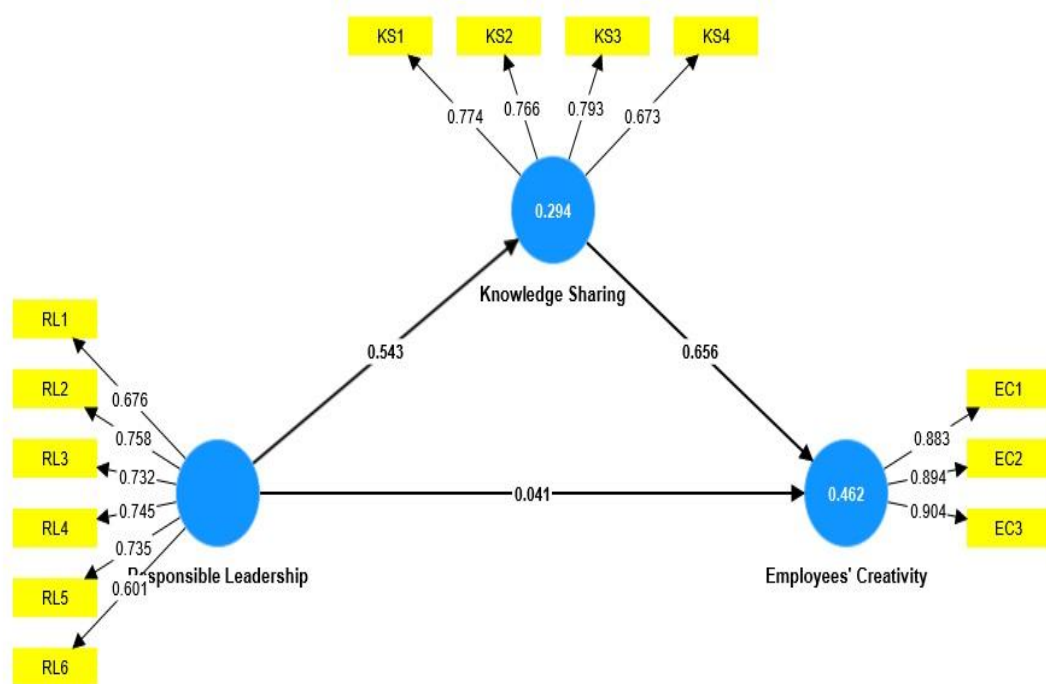 KS1 KS2 KS3 KS4
0.774 0.766 0.793 0.673
0.294
Knowledge Sharing
0.543 0.656
RL1
RL2
RL3
RL4
RL5
RL6
0.676
0.758
0.732
0.745
0.735
0.601
Responsible Leadership
0.041
EC1
EC2
EC3
0.883
0.894
0.904
0.462
Employees' Creativity